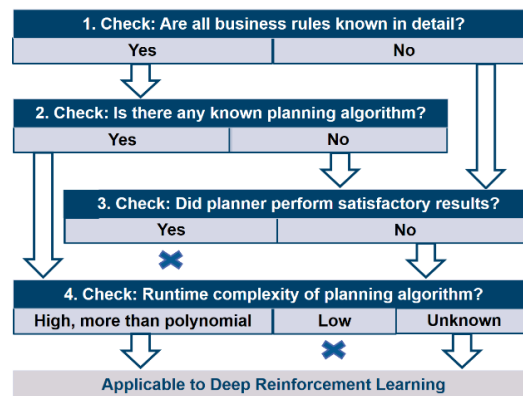 1. Check: Are all business rules known in detail?
Yes No
2. Check: Is there any known planning algorithm?
Yes No
3. Check: Did planner perform satisfactory results?
Yes No
4. Check: Runtime complexity of planning algorithm?
High, more than polynomial Low Unknown
Applicable to Deep Reinforcement Learning